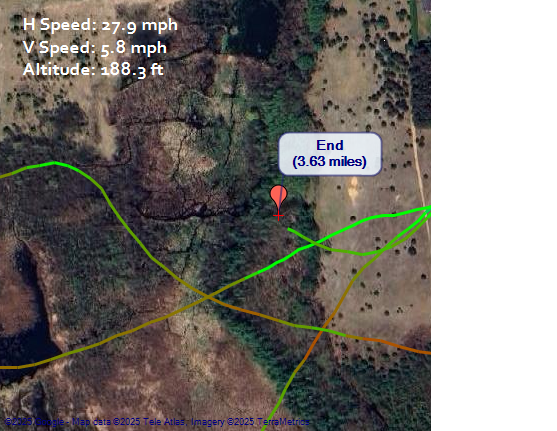 H Speed: 27.9 mph
V Speed: 5.8 mph
Altitude: 188.3 ft
End
(3.63 miles)
©2025 Google - Map data ©2025 Tele Atlas, Imagery ©2025 TerraMetrics